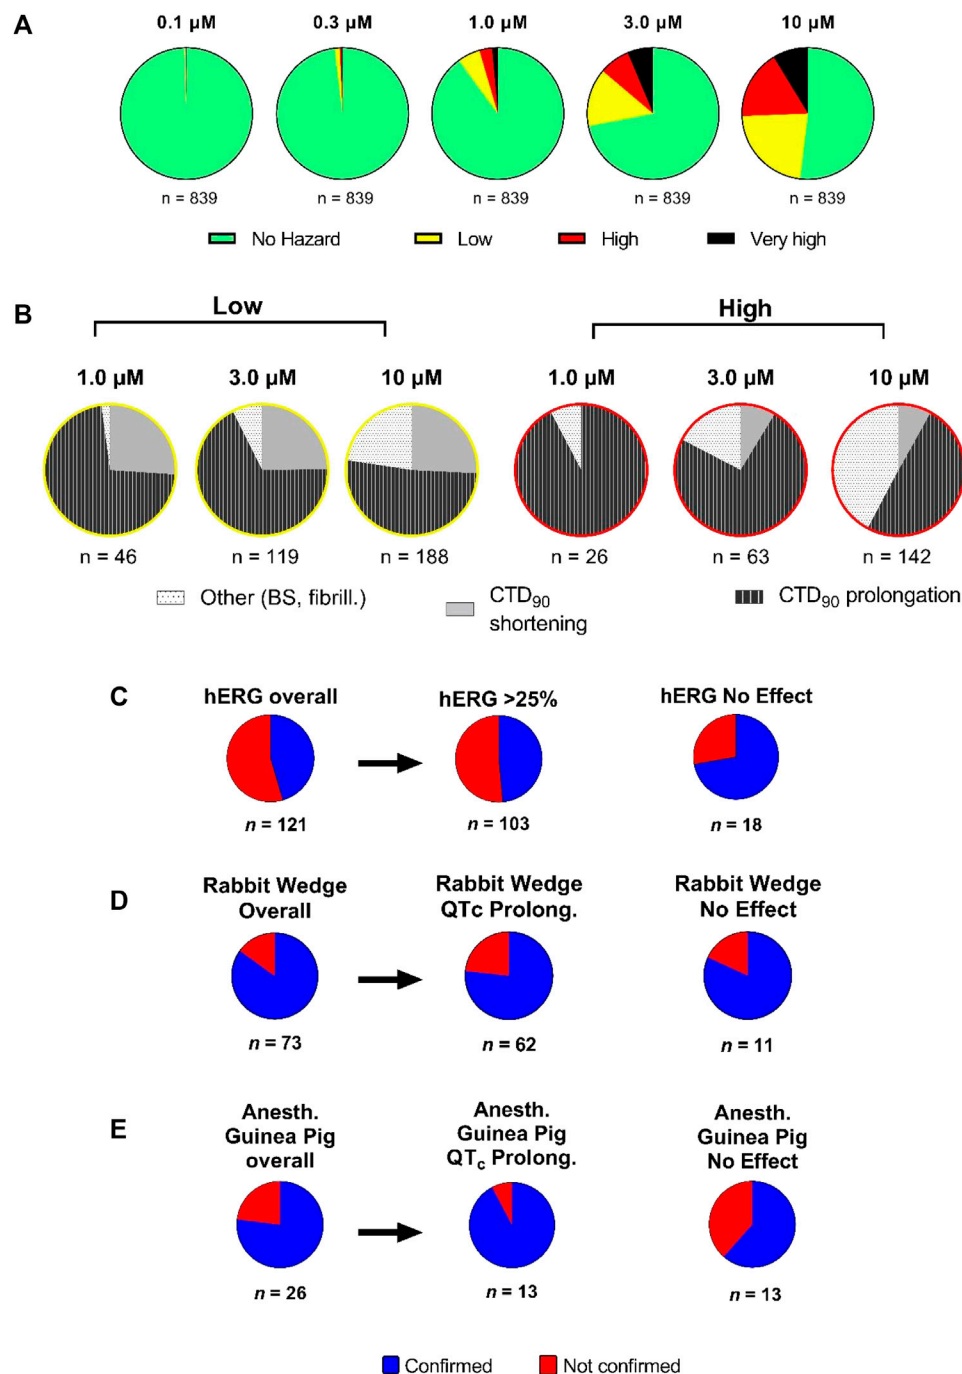 A
0.1 µM 0.3 µM 1.0 µM 3.0 µM 10 µM
n = 839 n = 839 n = 839 n = 839 n = 839
No Hazard Low High Very high
B
Low High
1.0 µM 3.0 µM 10 µM 1.0 µM 3.0 µM 10 µM
n = 46 n = 119 n = 188 n = 26 n = 63 n = 142
Other (BS, fibrill.) CTD90 shortening CTD90 prolongation
C
hERG overall hERG >25% hERG No Effect
n = 121 n = 103 n = 18
D
Rabbit Wedge Rabbit Wedge Rabbit Wedge
Overall QTc Prolong. No Effect
n = 73 n = 62 n = 11
E
Anesth. Anesth. Anesth.
Guinea Pig Guinea Pig Guinea Pig
overall QTc Prolong. No Effect
n = 26 n = 13 n = 13
Confirmed Not confirmed